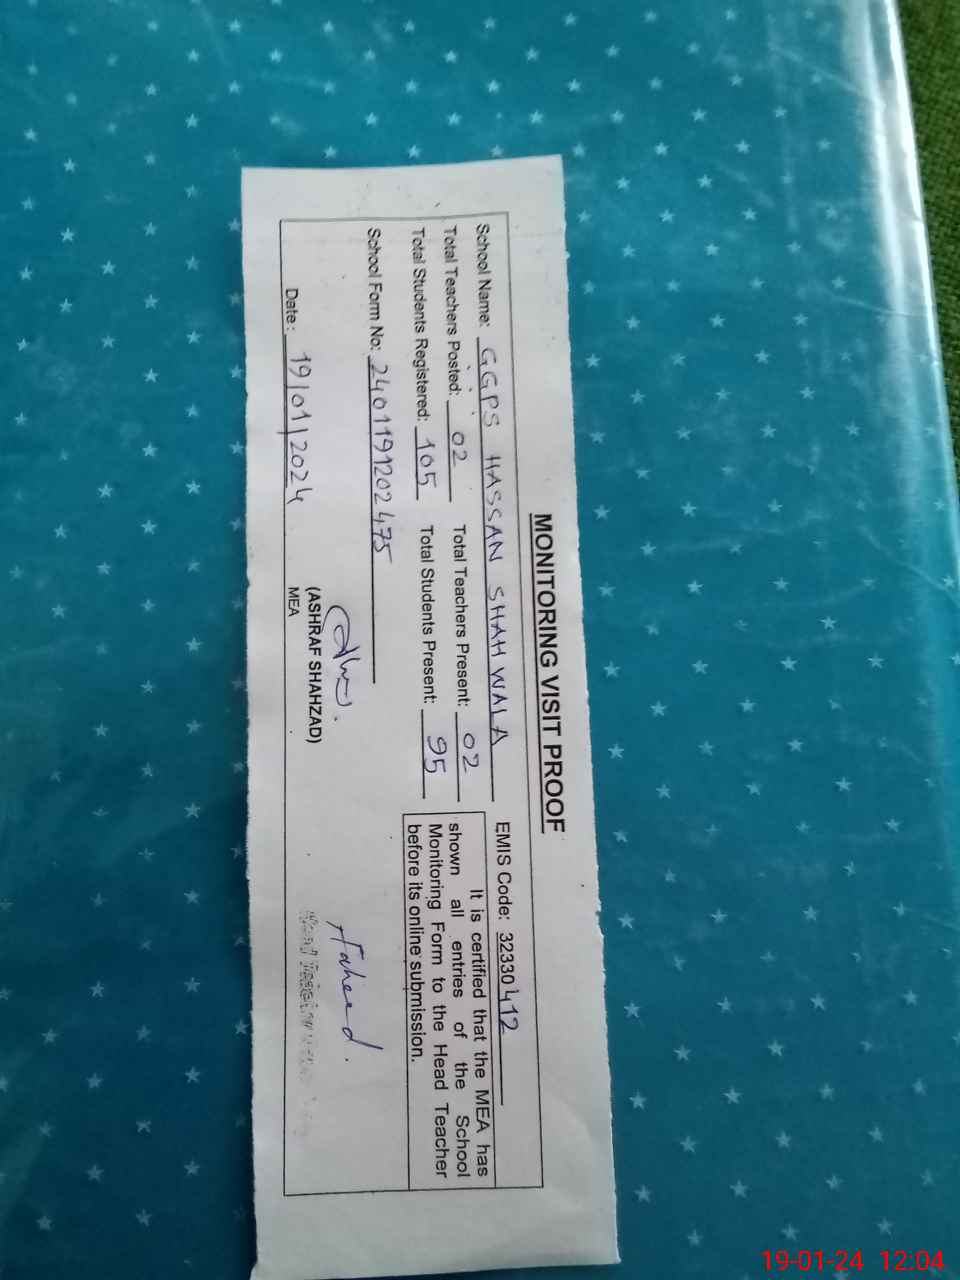 MONITORING VISIT PROOF
School Name: GGPS HASSAN SHAH WALA EMIS Code: 32330412
Total Teachers Posted: 02 Total Teachers Present: 02
Total Students Registered: 105 Total Students Present: 95
It is certified that the MEA has
shown all entries of the School
Monitoring Form to the Head Teacher
before its online submission.
School Form No: 2401191202475
(ASHRAF SHAHZAD)
MEA
Date: 19/01/2024
19-01-24 12:04